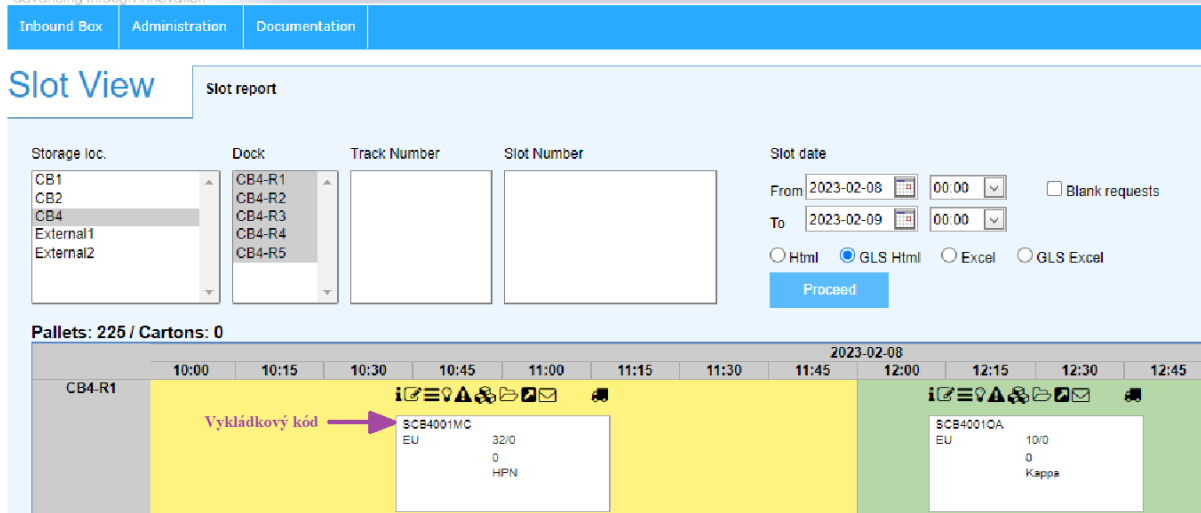 advancing through innovation
Inbound Box Administration Documentation
Slot View
Slot report
Storage loc. Dock Track Number Slot Number Slot date
CB1 CB4-R1
CB2 CB4-R2
CB4 CB4-R3
External1 CB4-R4
External2 CB4-R5
From 2023-02-08 00:00 Blank requests
To 2023-02-09 00:00
Html GLS Html Excel GLS Excel
Proceed
Pallets: 225 / Cartons: 0
2023-02-08
10:00 10:15 10:30 10:45 11:00 11:15 11:30 11:45 12:00 12:15 12:30 12:45
CB4-R1
Vykládkový kód SCB4001MC SCB4001OA
EU 32/0 EU 10/0
0 0
HPN Kappa